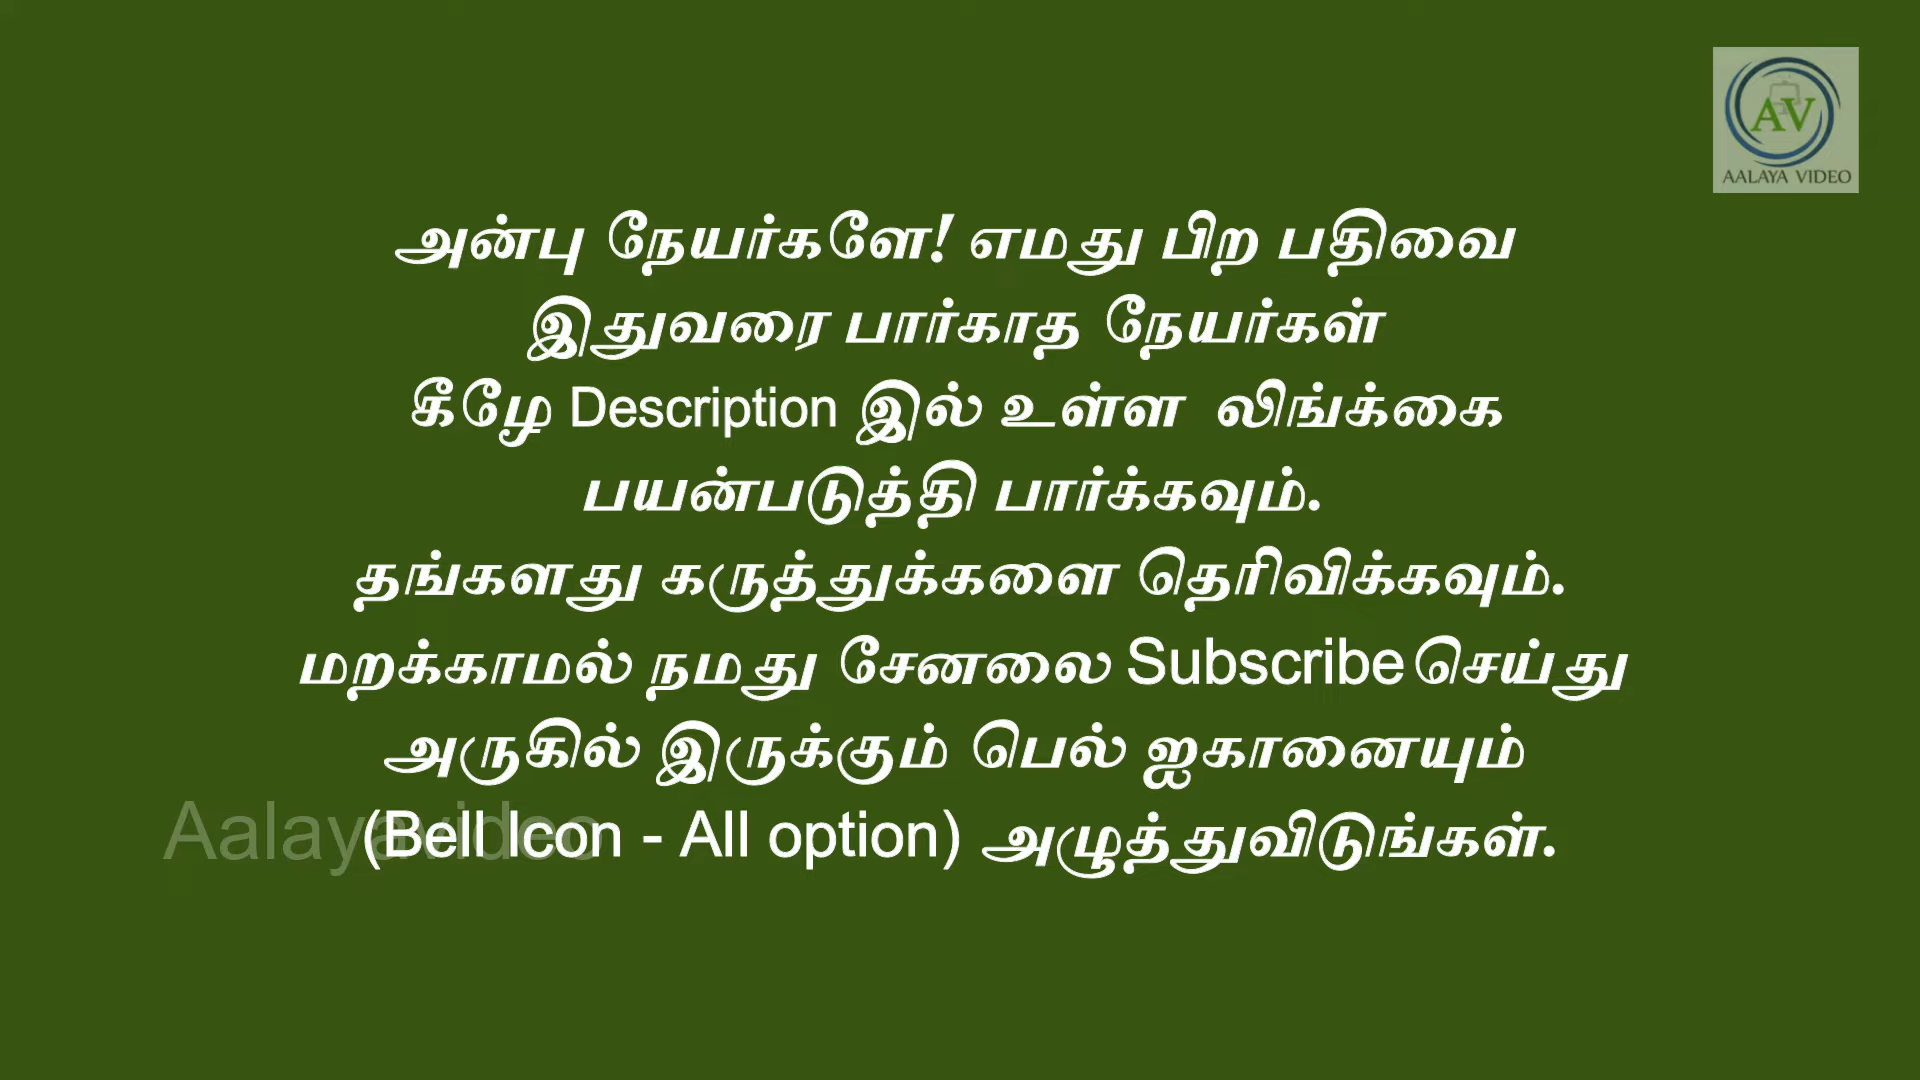 AV
AALAYA VIDEO
அன்பு நேயர்களே! எமது பிற பதிவை
இதுவரை பார்காத நேயர்கள்
கீழே Description இல் உள்ள லிங்க்கை
பயன்படுத்தி பார்க்கவும்.
தங்களது கருத்துக்களை தெரிவிக்கவும்.
மறக்காமல் நமது சேனலை Subscribe செய்து
அருகில் இருக்கும் பெல் ஐகானையும்
(Bell Icon - All option) அழுத்துவிடுங்கள்.
Aalayavideo